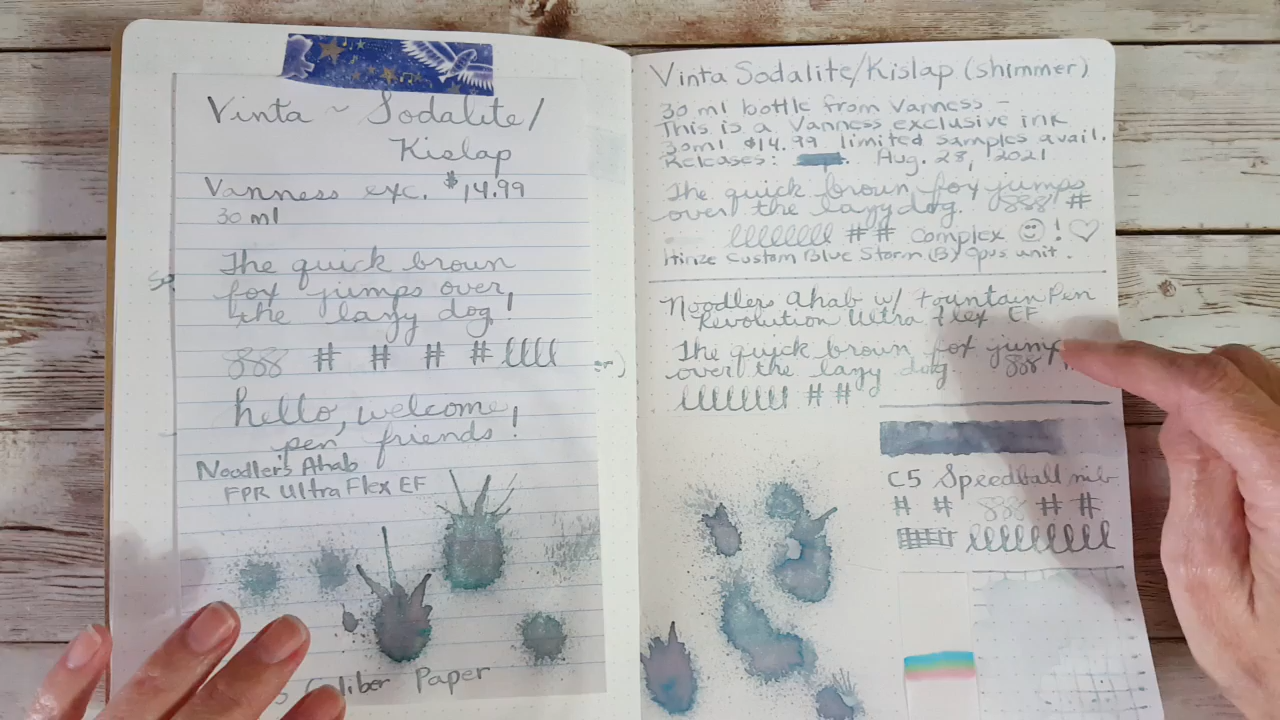 Vinta ~ Sodalite/
Kislap
Vanness exc. $14.99
30 ml
The quick brown
fox jumps over
the lazy dog!
888 # # # # llll
hello, welcome,
pen friends!
Noodler's Ahab
FPR Ultra Flex EF
Caliber Paper
Vinta Sodalite/Kislap (shimmer)
30 ml bottle from Vanness –
This is a Vanness exclusive ink
30ml $14.99 limited samples avail.
Releases: Aug. 28, 2021
The quick brown fox jumps
over the lazy dog. 888 #
llllllll # # Complex ☺ ! ♡
Hinze Custom Blue Storm (B) Opus unit.
Noodlers Ahab w/ Fountain Pen
Revolution Ultra Flex EF
The quick brown fox jump
over the lazy dog. 88
llllllll # #
C5 Speedball nib
# # 888 # #
lllllllll